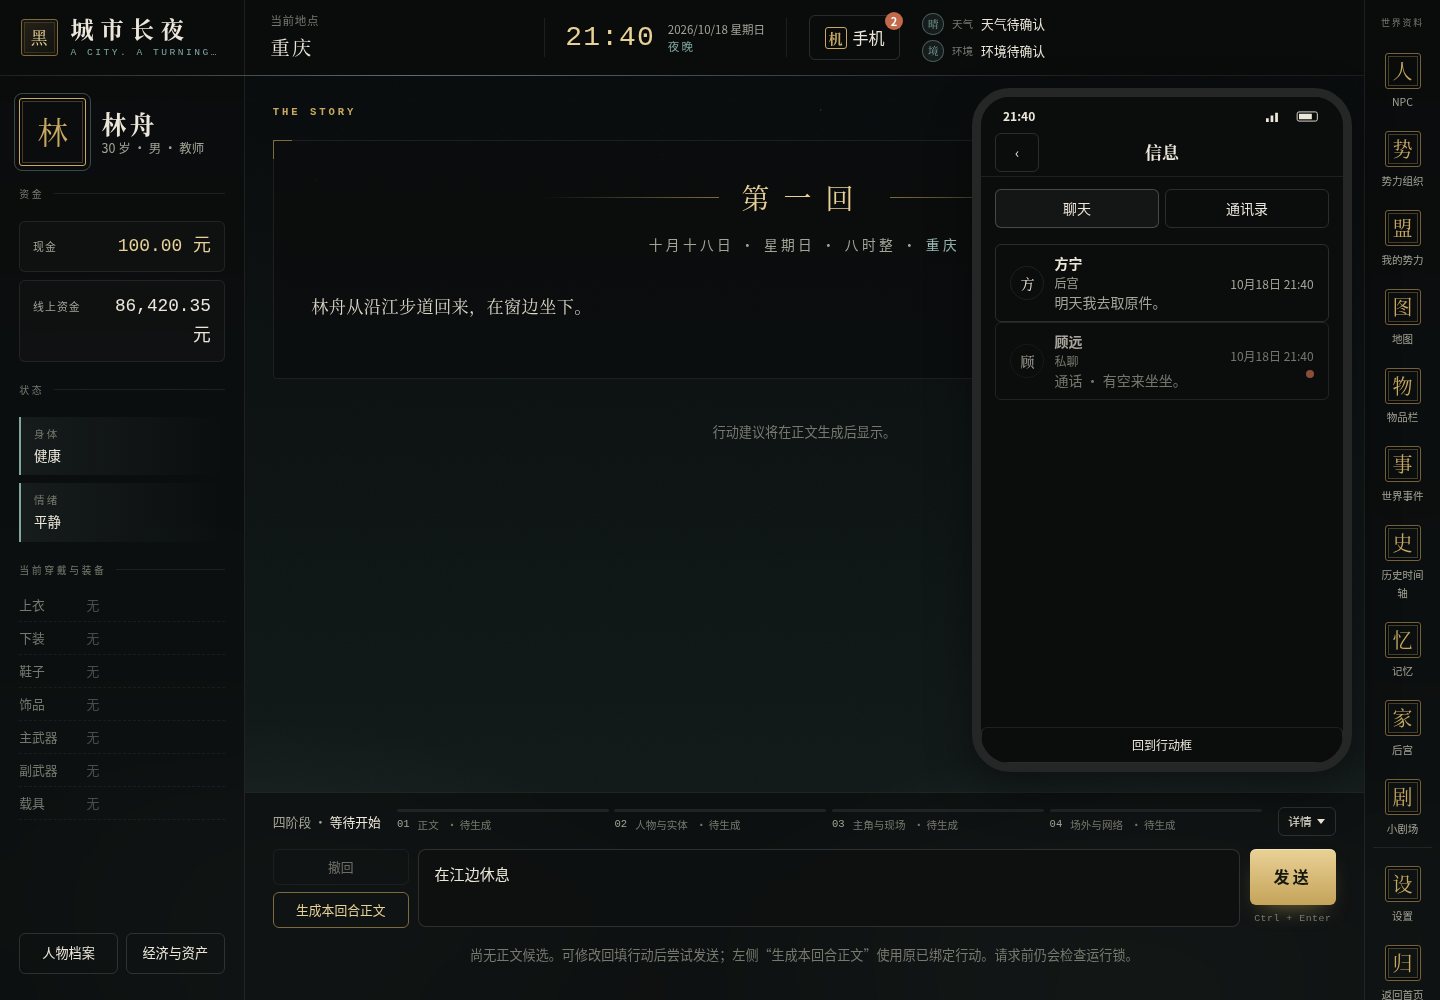 黑
城市长夜
A CITY. A TURNING…
当前地点
重庆
21:40
2026/10/18 星期日
夜晚
机 手机
2
晴 天气 天气待确认
境 环境 环境待确认
林
林舟
30 岁 · 男 · 教师
资金
现金 100.00 元
线上资金 86,420.35
元
状态
身体
健康
情绪
平静
当前穿戴与装备
上衣 无
下装 无
鞋子 无
饰品 无
主武器 无
副武器 无
载具 无
人物档案 经济与资产
THE STORY
第一回
十月十八日 · 星期日 · 八时整 · 重庆
林舟从沿江步道回来，在窗边坐下。
行动建议将在正文生成后显示。
21:40
‹ 信息
聊天 通讯录
方
方宁
后宫
明天我去取原件。
10月18日 21:40
顾
顾远
私聊
通话 · 有空来坐坐。
10月18日 21:40
回到行动框
四阶段 · 等待开始
01 正文 · 待生成
02 人物与实体 · 待生成
03 主角与现场 · 待生成
04 场外与网络 · 待生成
详情
撤回
生成本回合正文
在江边休息
发送
Ctrl + Enter
尚无正文候选。可修改回填行动后尝试发送；左侧“生成本回合正文”使用原已绑定行动。请求前仍会检查运行锁。
世界资料
人
NPC
势
势力组织
盟
我的势力
图
地图
物
物品栏
事
世界事件
史
历史时间
轴
忆
记忆
家
后宫
剧
小剧场
设
设置
归
返回首页